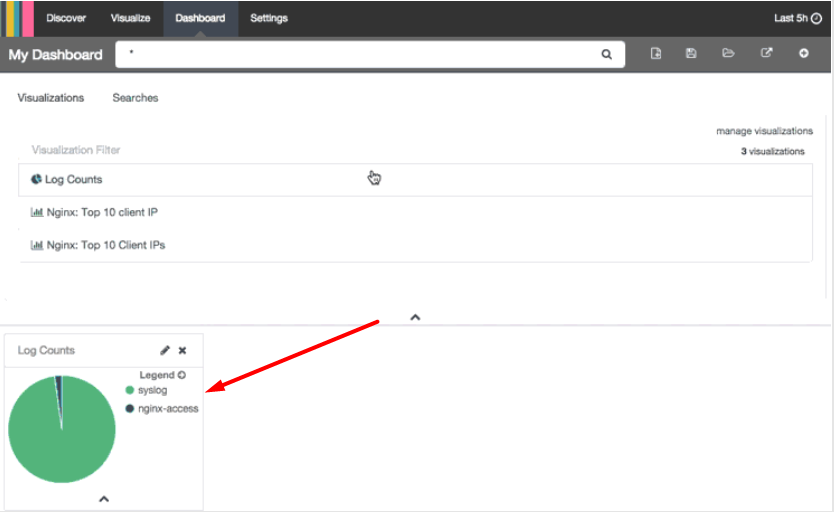 Discover Visualize Dashboard Settings Last 5h
My Dashboard *
Visualizations Searches
manage visualizations
Visualization Filter 3 visualizations
Log Counts
Nginx: Top 10 client IP
Nginx: Top 10 Client IPs
Log Counts
Legend
syslog
nginx-access